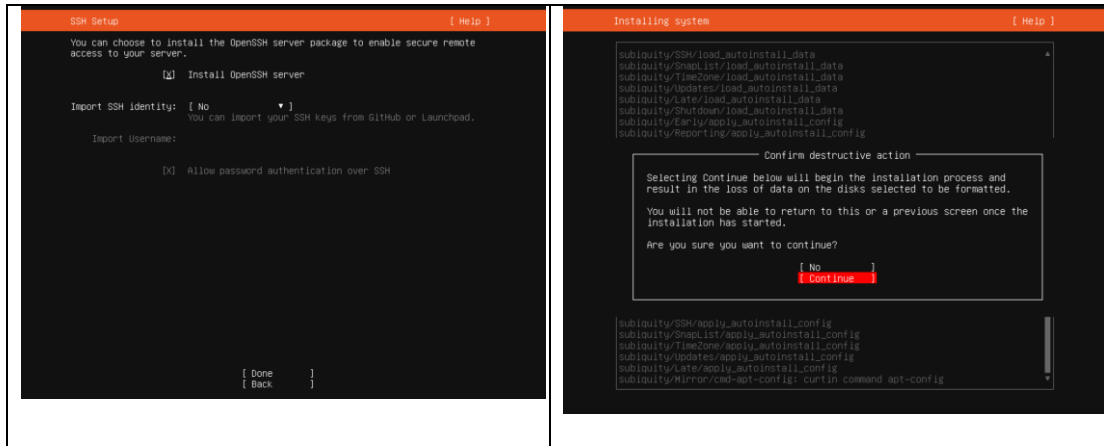 SSH Setup [ Help ]
You can choose to install the OpenSSH server package to enable secure remote
access to your server.
[X] Install OpenSSH server
Import SSH identity: [ No ▾ ]
You can import your SSH keys from GitHub or Launchpad.
Import Username:
[X] Allow password authentication over SSH
[ Done ]
[ Back ]
Installing system [ Help ]
subiquity/SSH/load_autoinstall_data
subiquity/SnapList/load_autoinstall_data
subiquity/TimeZone/load_autoinstall_data
subiquity/Updates/load_autoinstall_data
subiquity/Late/load_autoinstall_data
subiquity/Shutdown/load_autoinstall_data
subiquity/Early/apply_autoinstall_config
subiquity/Reporting/apply_autoinstall_config
Confirm destructive action
Selecting Continue below will begin the installation process and
result in the loss of data on the disks selected to be formatted.
You will not be able to return to this or a previous screen once the
installation has started.
Are you sure you want to continue?
[ No ]
[ Continue ]
subiquity/SSH/apply_autoinstall_config
subiquity/SnapList/apply_autoinstall_config
subiquity/TimeZone/apply_autoinstall_config
subiquity/Updates/apply_autoinstall_config
subiquity/Late/apply_autoinstall_config
subiquity/Mirror/cmd-apt-config: curtin command apt-config